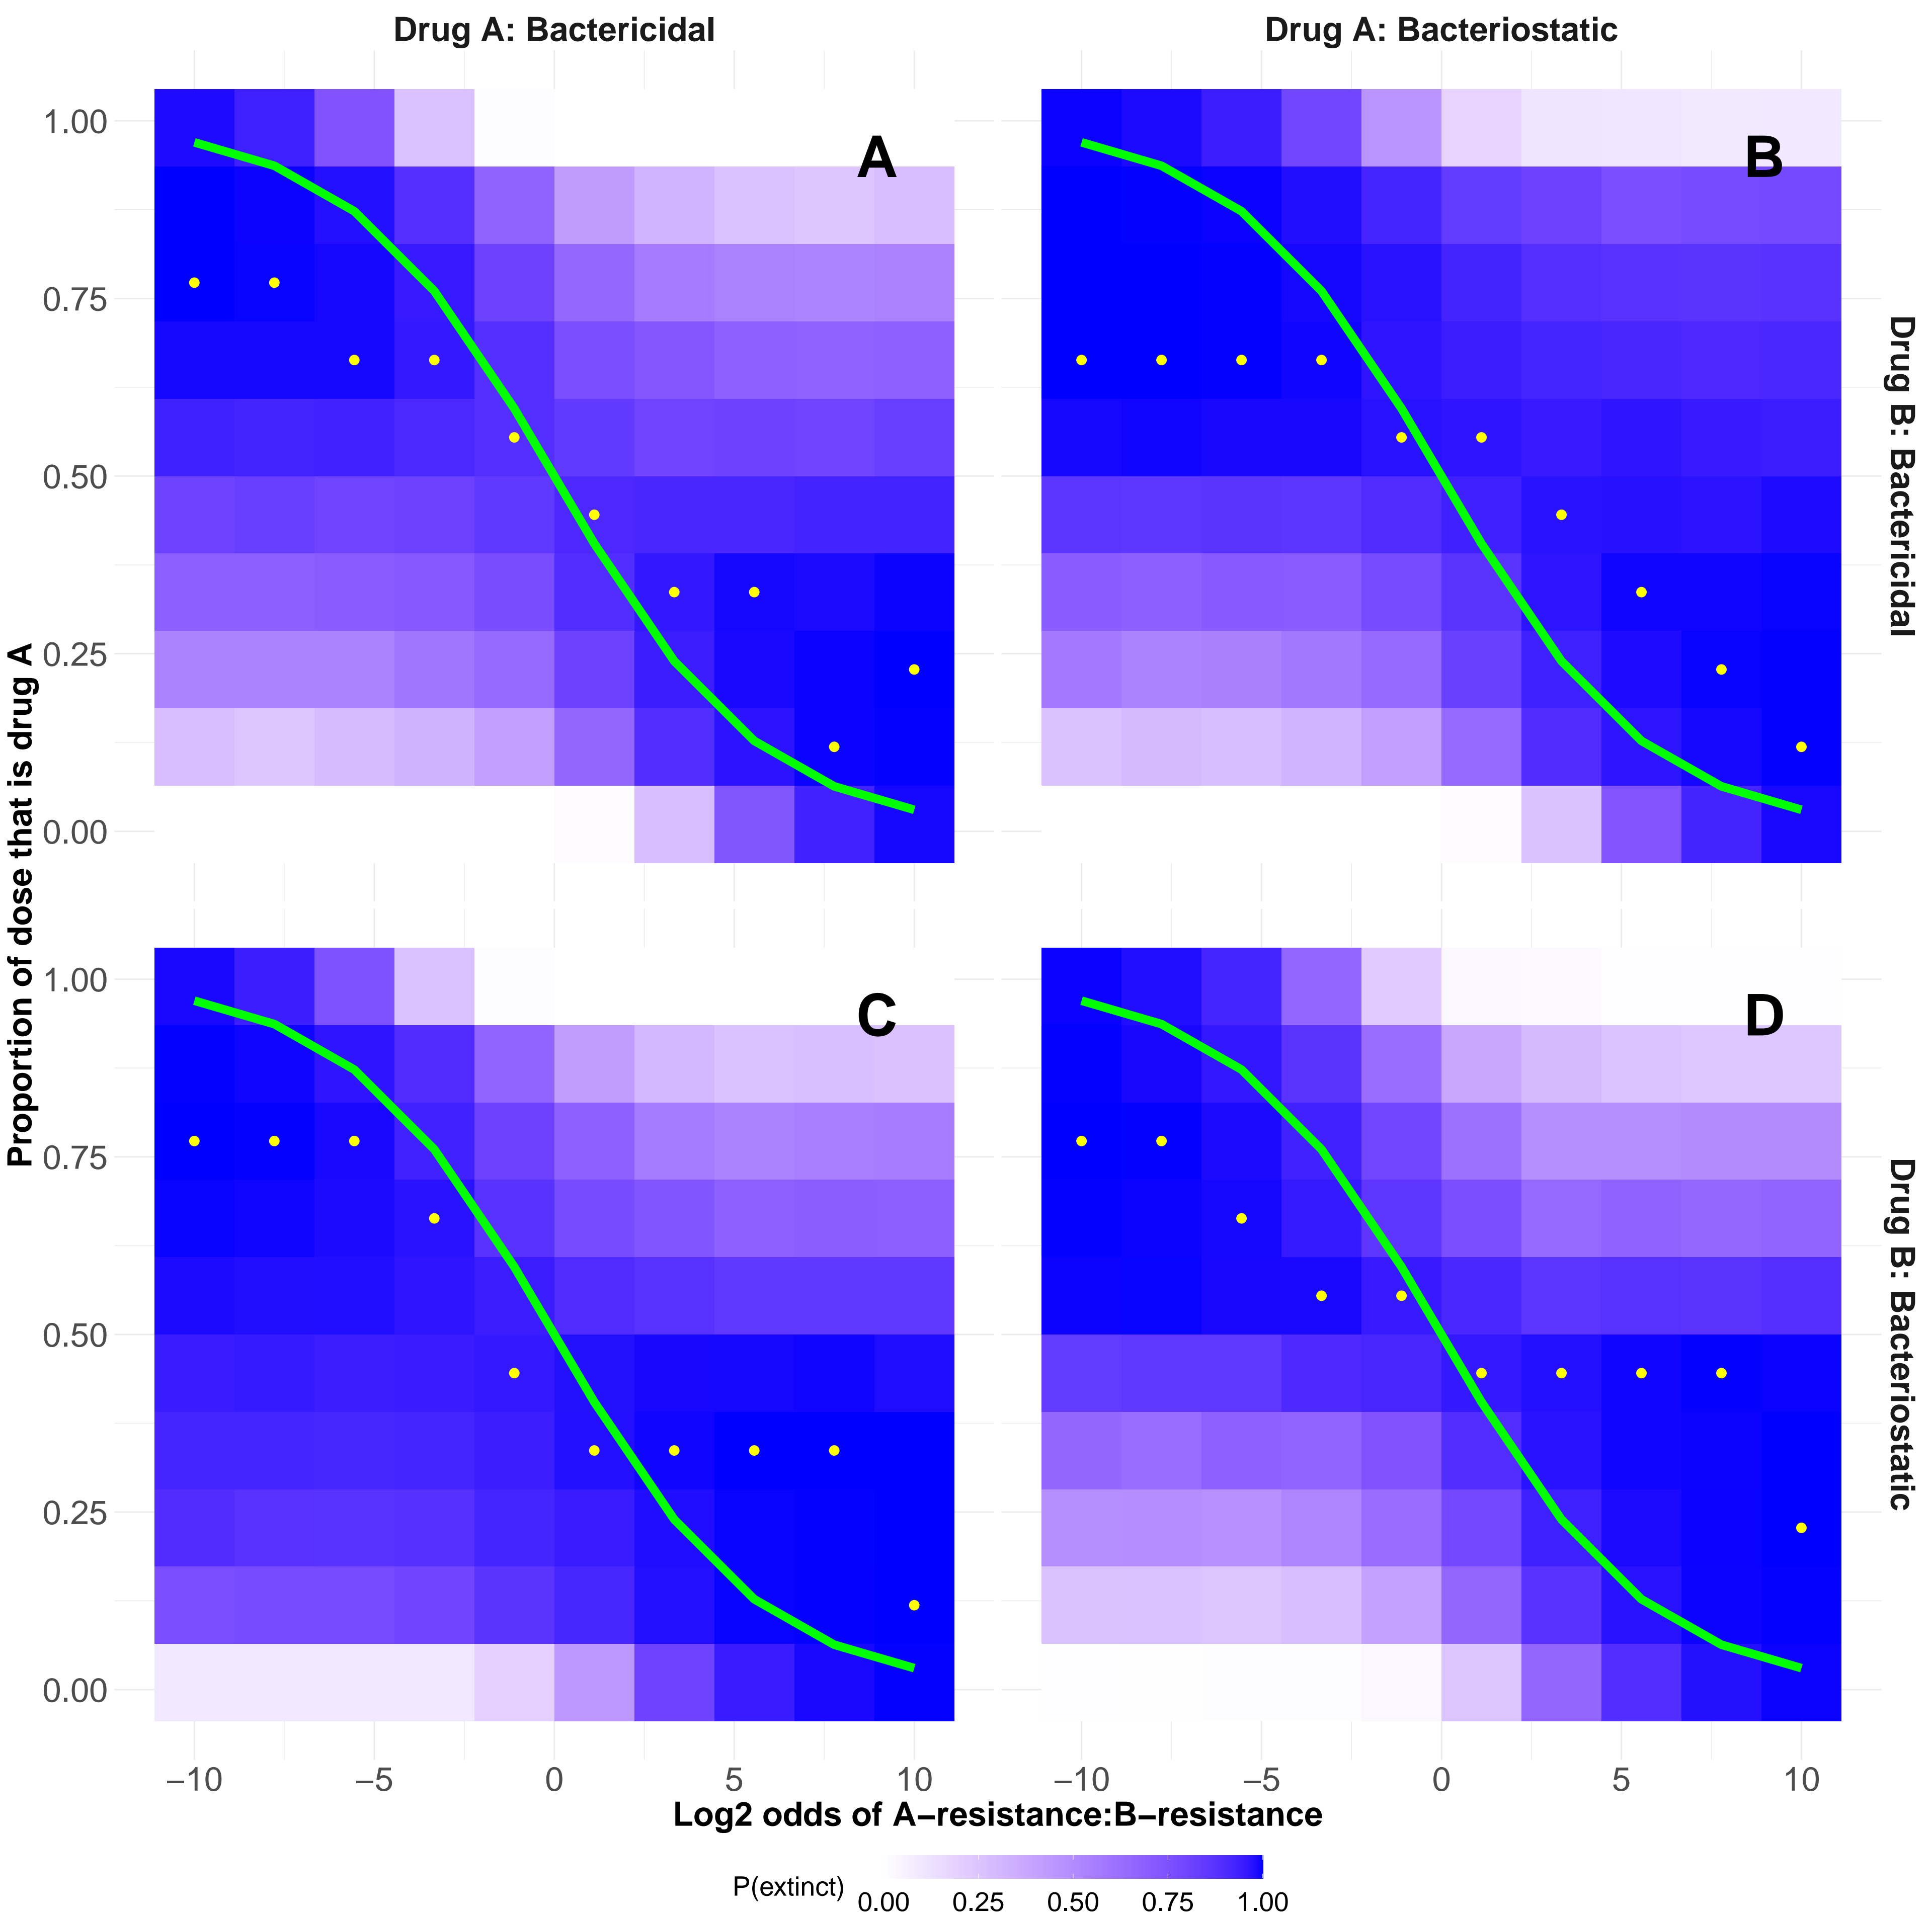 Drug A: Bactericidal
Drug A: Bacteriostatic
A
B
1.00
0.75
0.50
0.25
0.00
Drug B: Bactericidal
Proportion of dose that is drug A
C
D
1.00
0.75
0.50
0.25
0.00
Drug B: Bacteriostatic
−10 −5 0 5 10
−10 −5 0 5 10
Log2 odds of A−resistance:B−resistance
P(extinct)
0.00 0.25 0.50 0.75 1.00